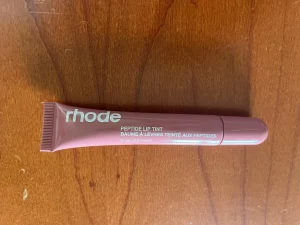 rhode
PEPTIDE LIP TINT
BAUME À LÈVRES TEINTÉ AUX PEPTIDES